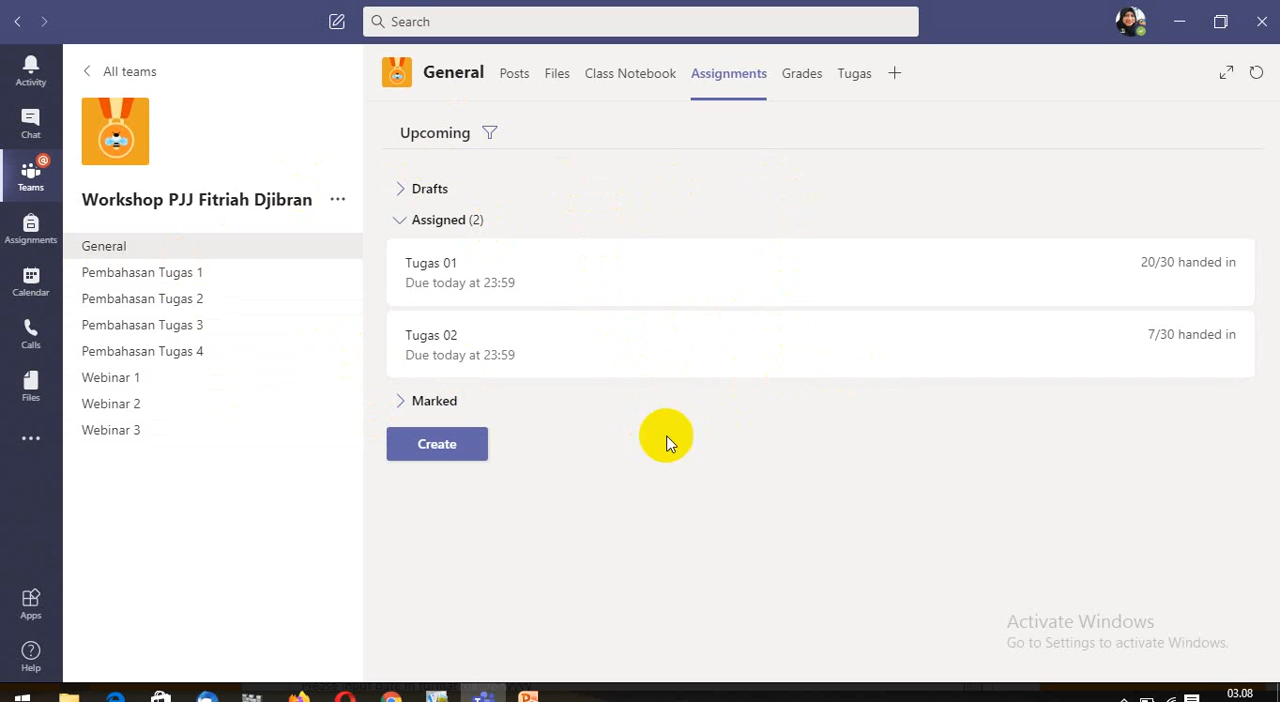 Search
Activity
Chat
Teams
Assignments
Calendar
Calls
Files
Apps
Help
All teams
Workshop PJJ Fitriah Djibran
General
Pembahasan Tugas 1
Pembahasan Tugas 2
Pembahasan Tugas 3
Pembahasan Tugas 4
Webinar 1
Webinar 2
Webinar 3
General Posts Files Class Notebook Assignments Grades Tugas
Upcoming
Drafts
Assigned (2)
Tugas 01 20/30 handed in
Due today at 23:59
Tugas 02 7/30 handed in
Due today at 23:59
Marked
Create
Activate Windows
Go to Settings to activate Windows.
03.08